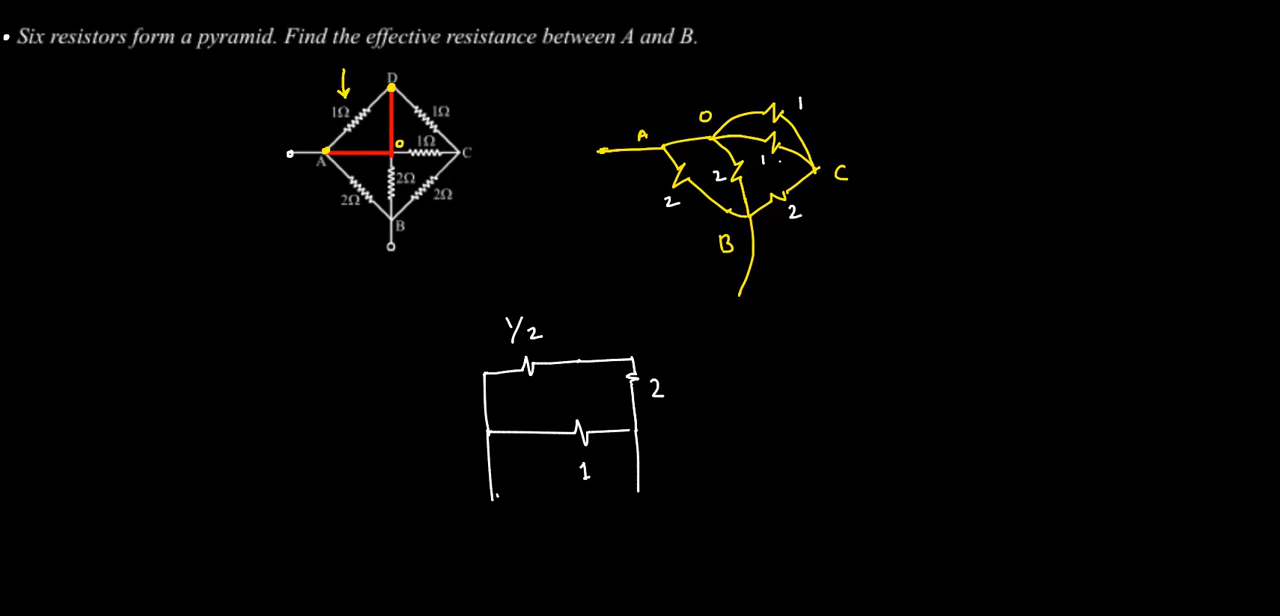 • Six resistors form a pyramid. Find the effective resistance between A and B.
D
1Ω 1Ω
A O 1Ω C
2Ω 2Ω 2Ω
B
A O 1
1 C
2 2 2
B
1/2
2
1